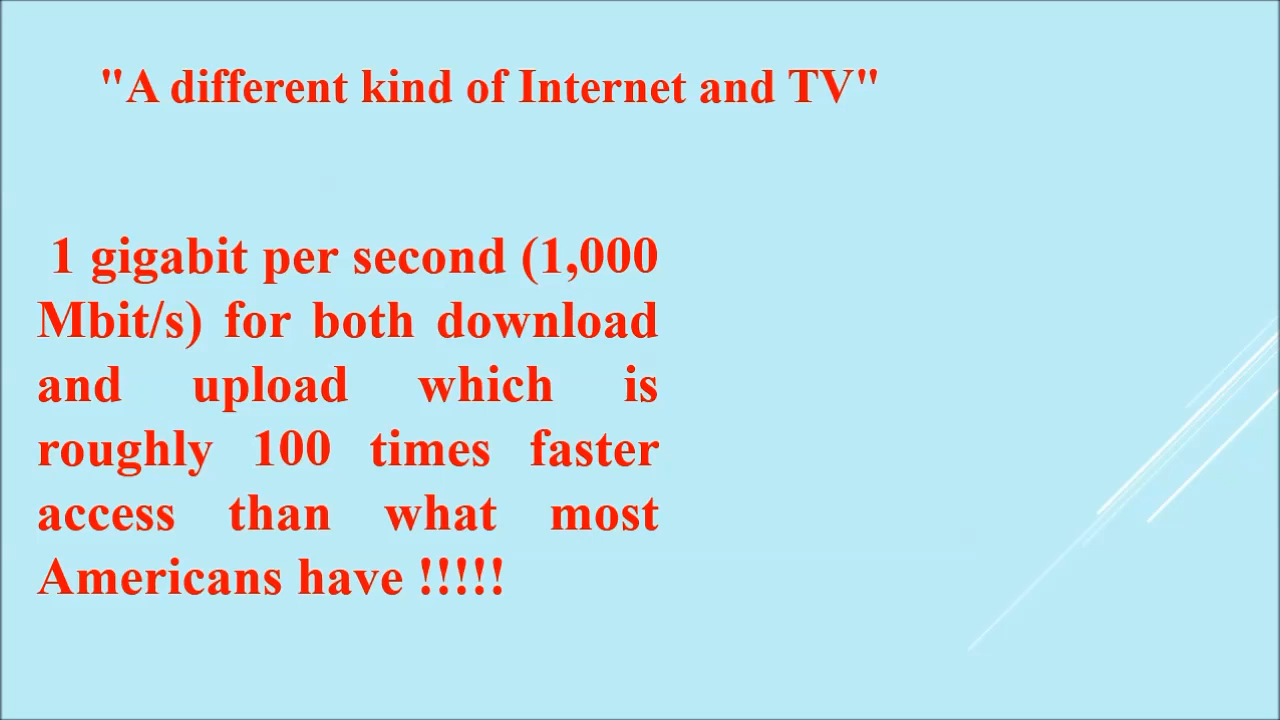 "A different kind of Internet and TV"
1 gigabit per second (1,000
Mbit/s) for both download
and upload which is
roughly 100 times faster
access than what most
Americans have !!!!!